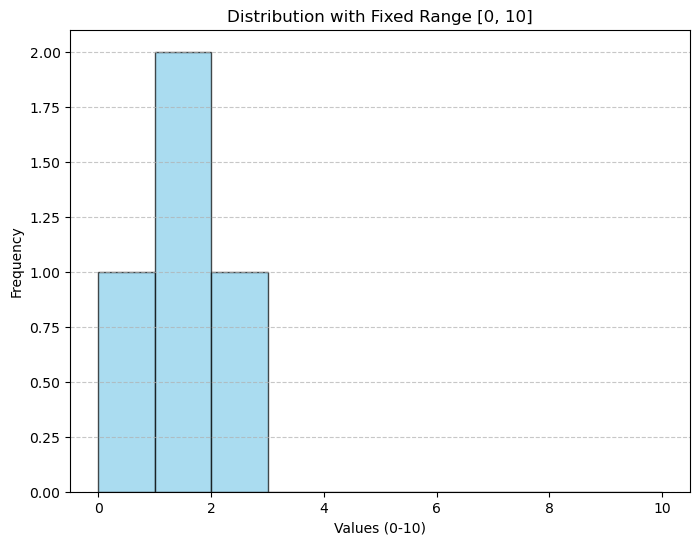 Distribution with Fixed Range [0, 10]
2.00
1.75
1.50
1.25
1.00
0.75
0.50
0.25
0.00
Frequency
0 2 4 6 8 10
Values (0-10)